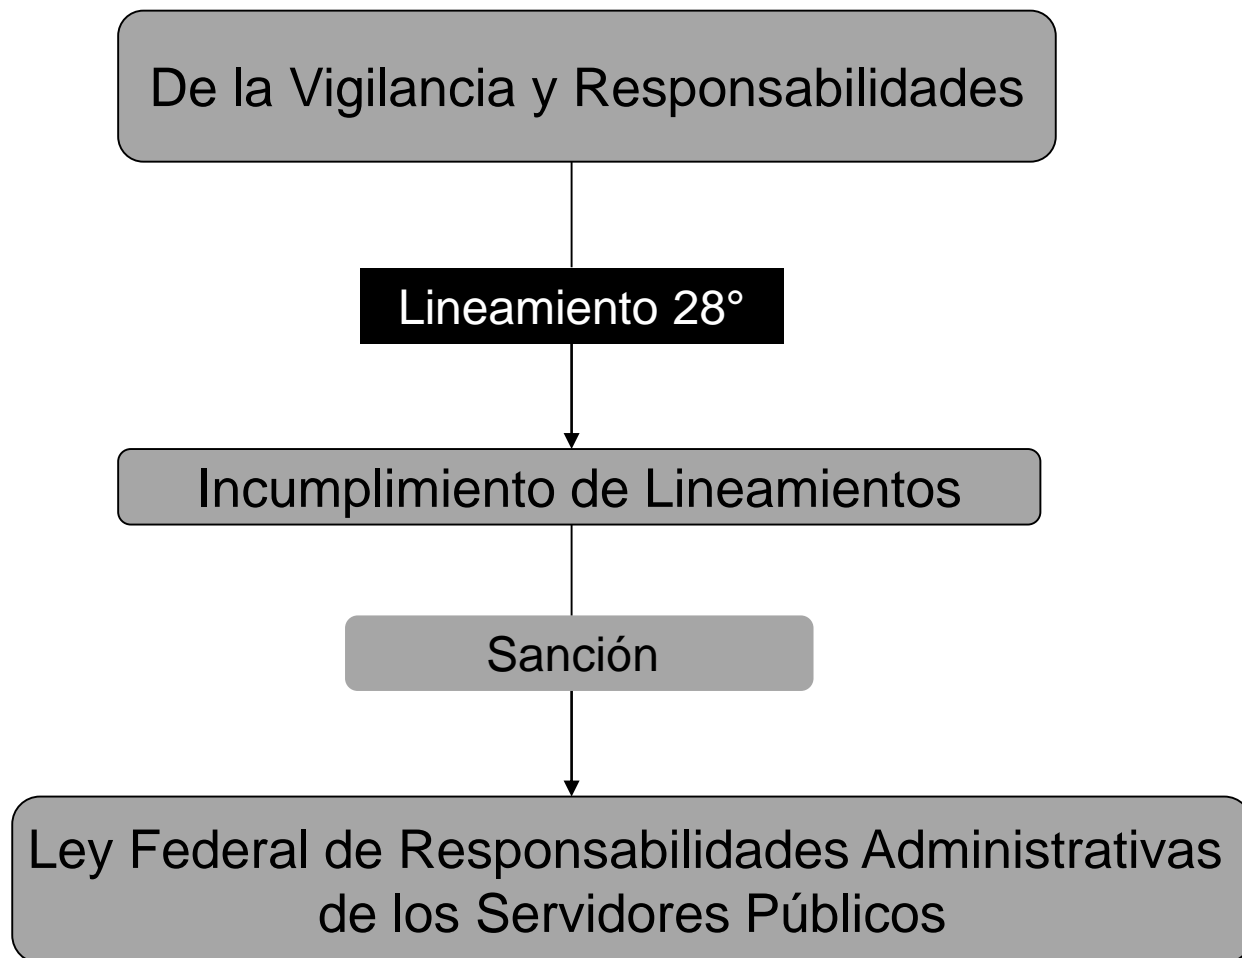 De la Vigilancia y Responsabilidades
Lineamiento 28°
Incumplimiento de Lineamientos
Sanción
Ley Federal de Responsabilidades Administrativas
de los Servidores Públicos